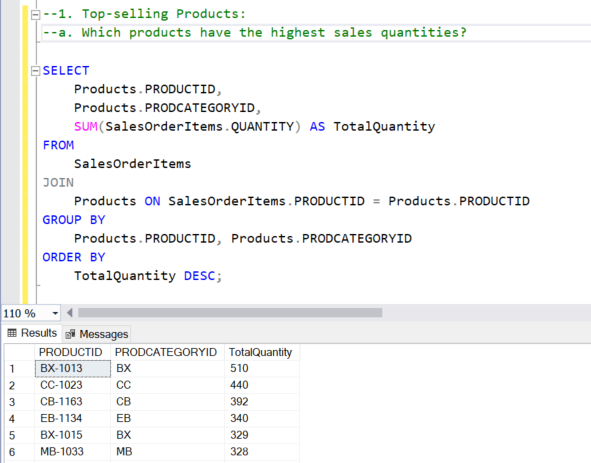 --1. Top-selling Products:
--a. Which products have the highest sales quantities?
SELECT
Products.PRODUCTID,
Products.PRODCATEGORYID,
SUM(SalesOrderItems.QUANTITY) AS TotalQuantity
FROM
SalesOrderItems
JOIN
Products ON SalesOrderItems.PRODUCTID = Products.PRODUCTID
GROUP BY
Products.PRODUCTID, Products.PRODCATEGORYID
ORDER BY
TotalQuantity DESC;
110 %
Results Messages
PRODUCTID PRODCATEGORYID TotalQuantity
1 BX-1013 BX 510
2 CC-1023 CC 440
3 CB-1163 CB 392
4 EB-1134 EB 340
5 BX-1015 BX 329
6 MB-1033 MB 328